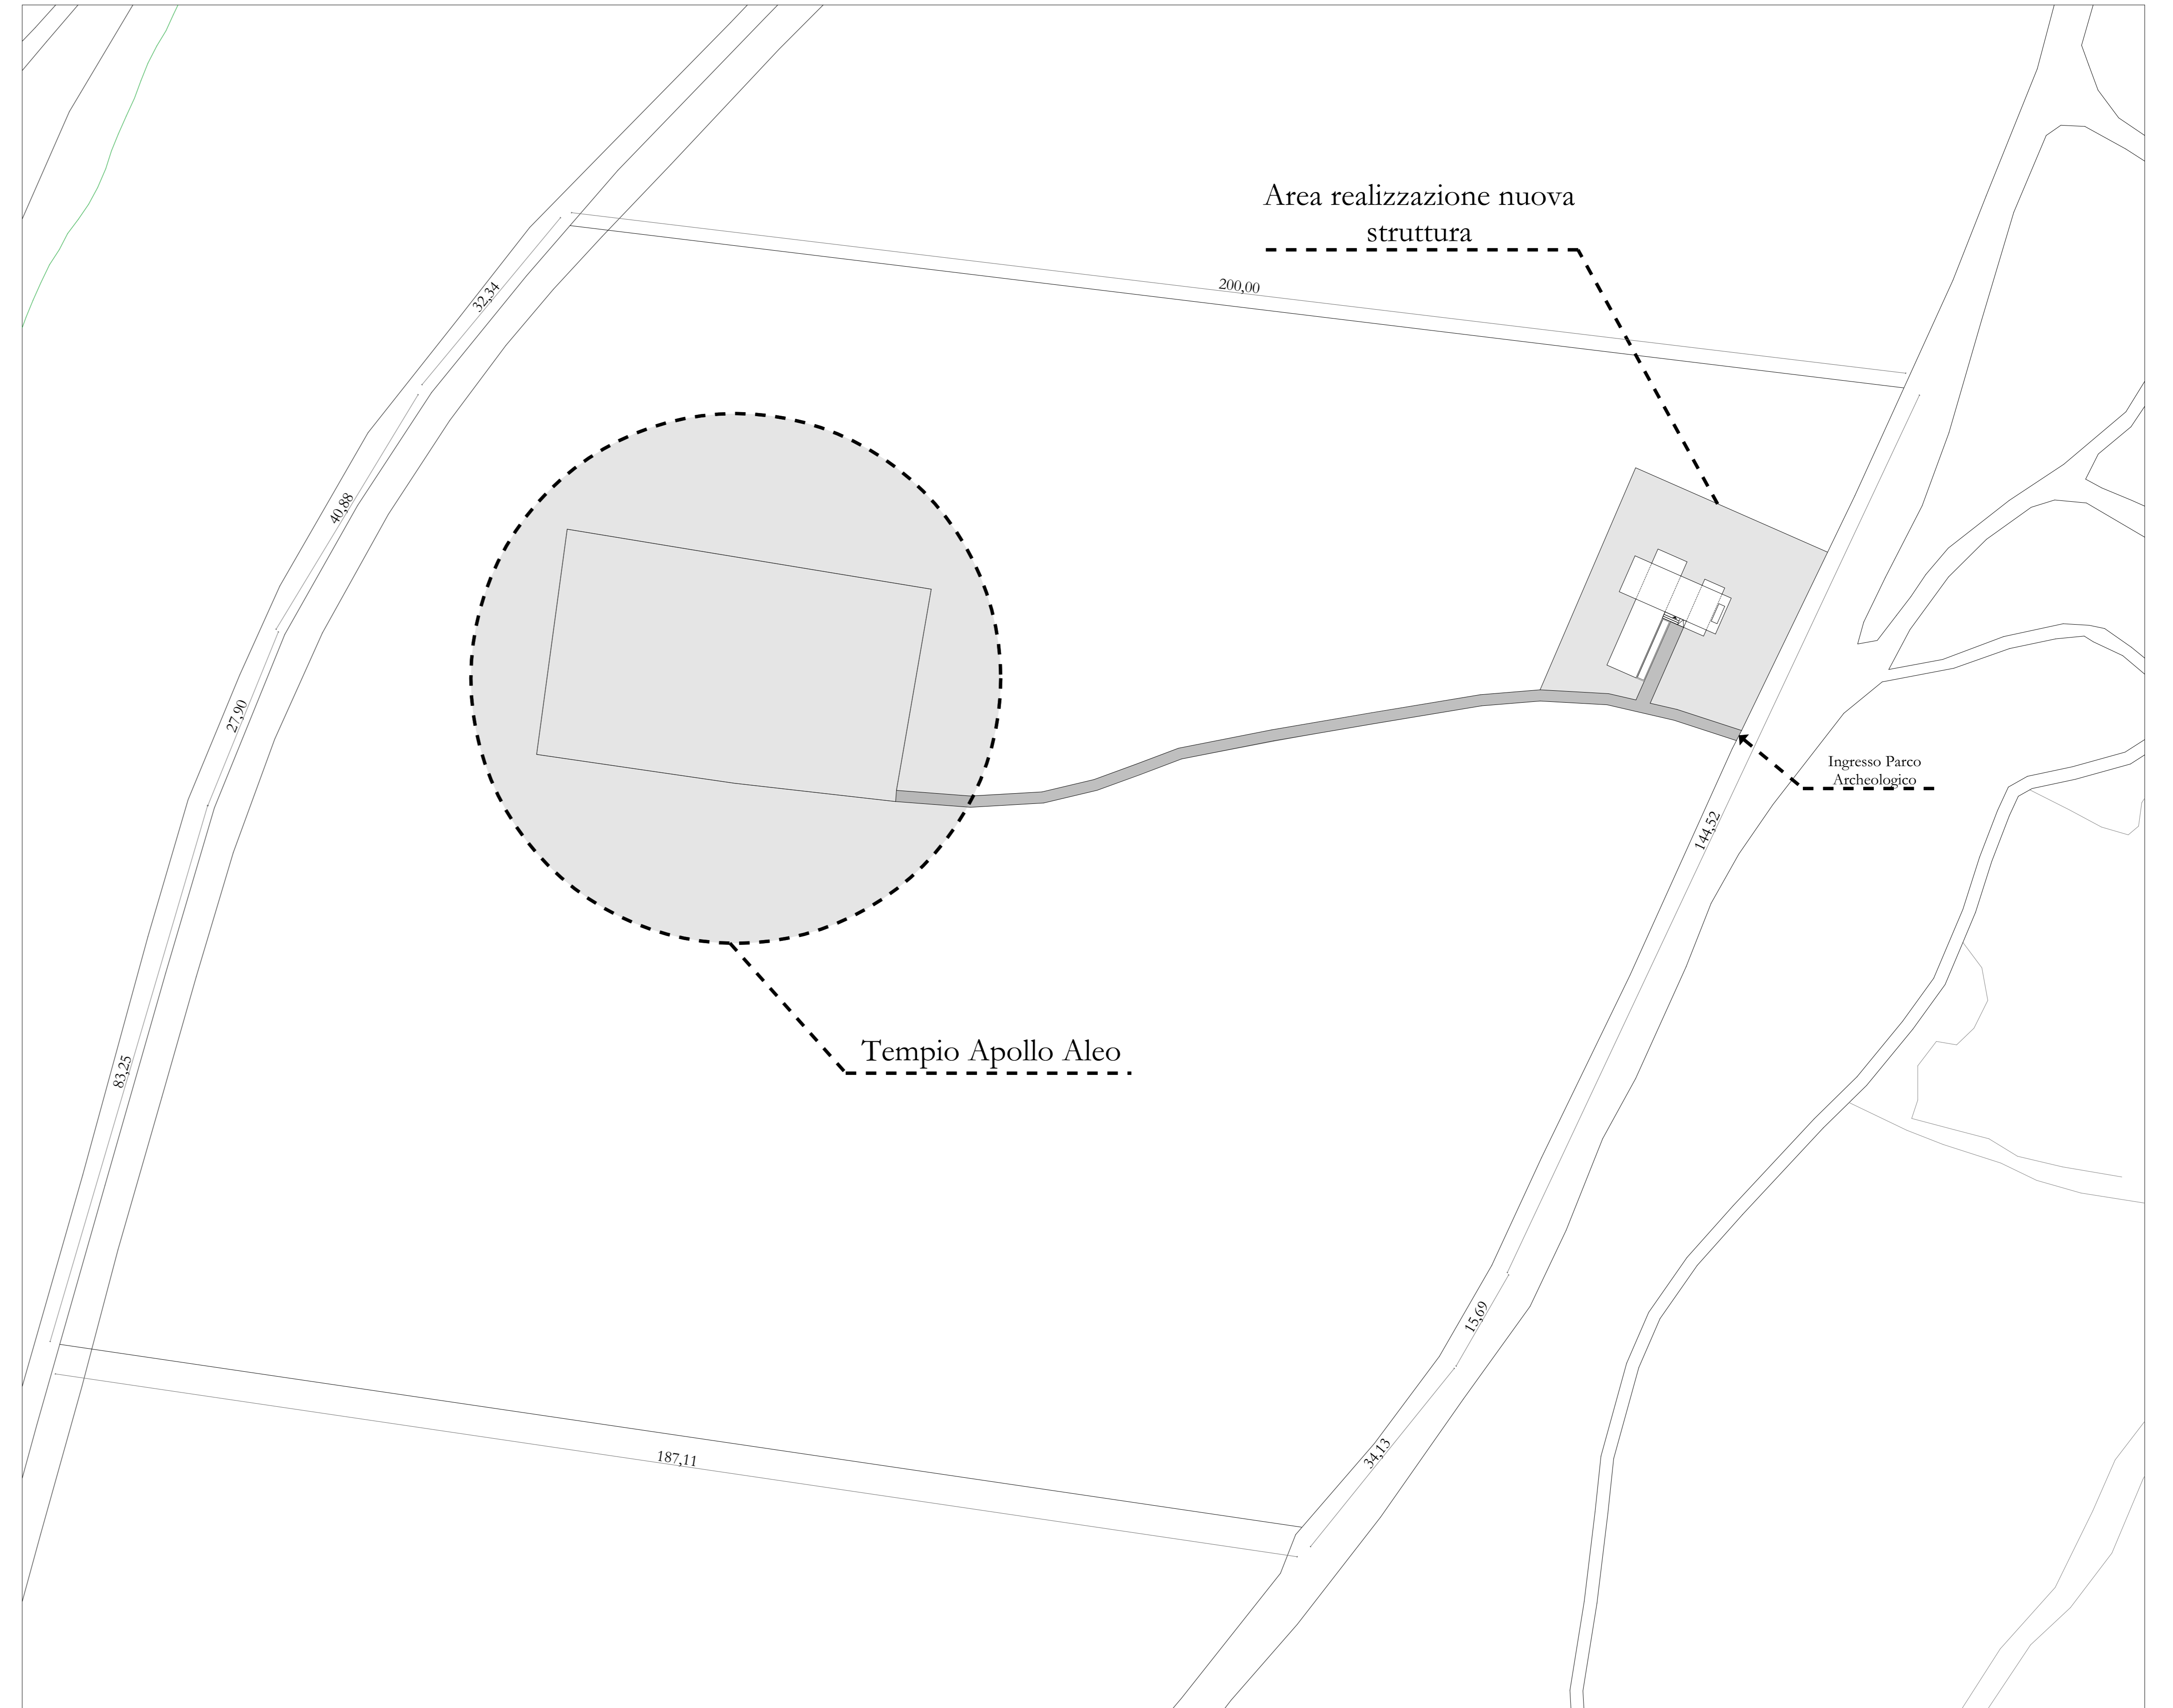 Area realizzazione nuova
struttura
200,00
32,34
40,88
27,90
Ingresso Parco
Archeologico
144,52
Tempio Apollo Aleo
83,25
15,69
34,13
187,11